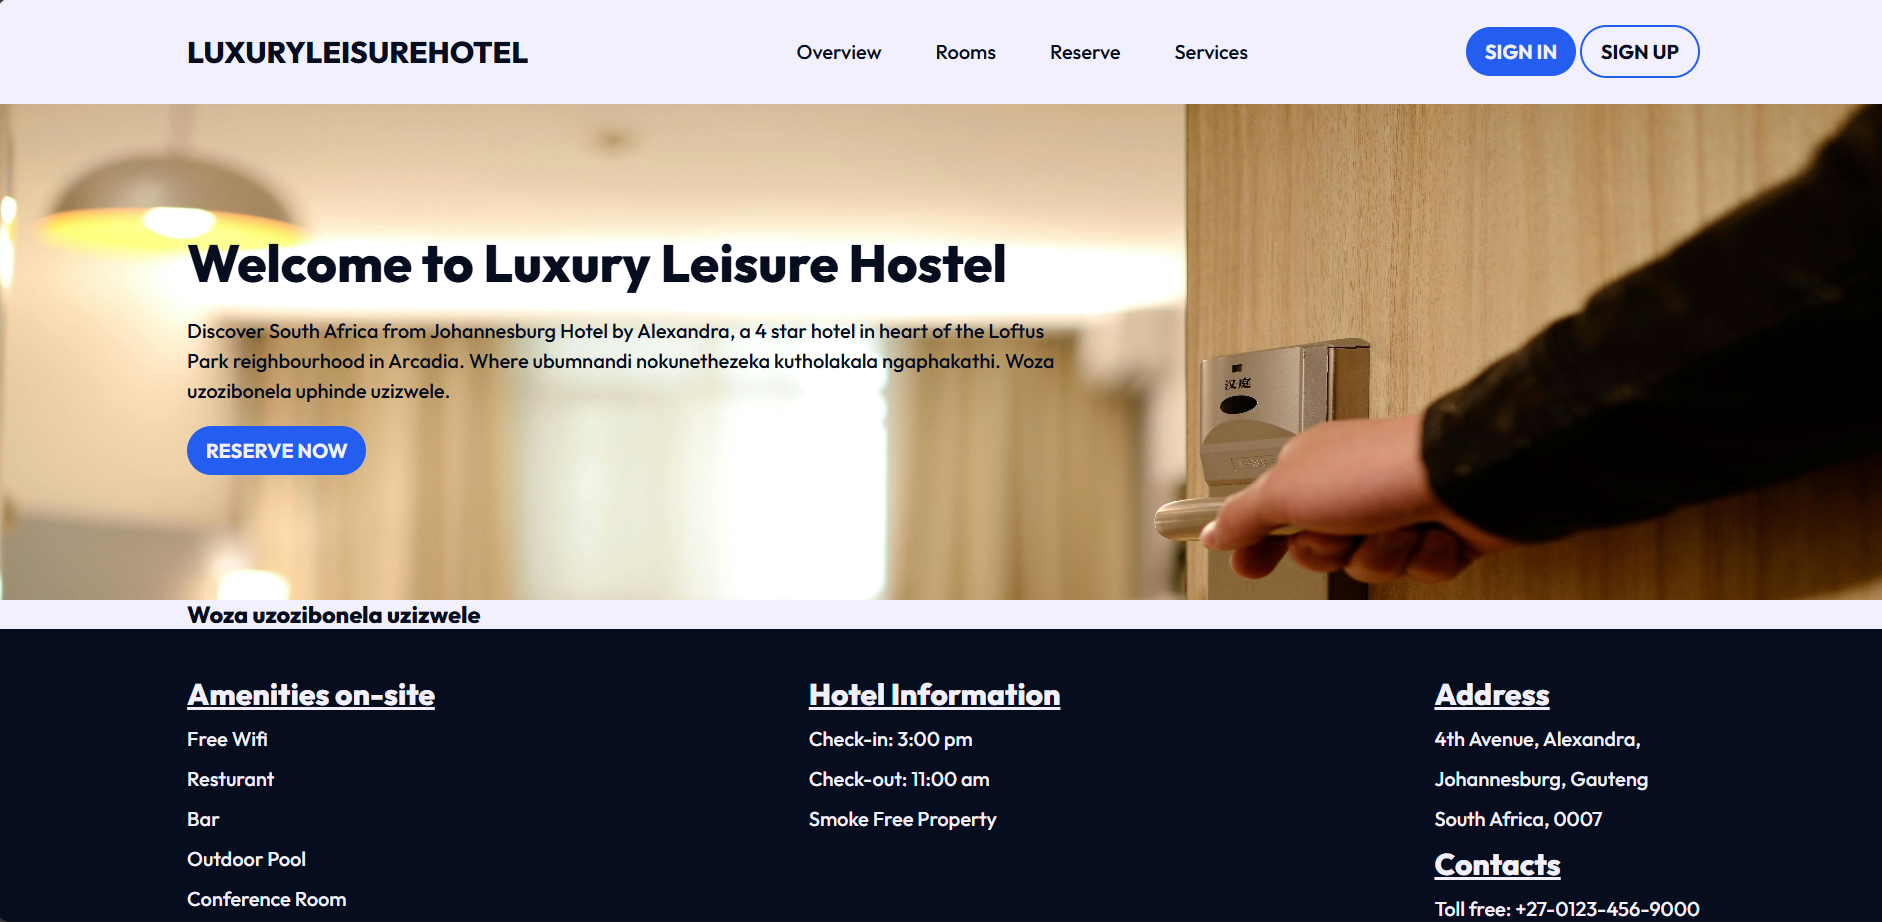 LUXURYLEISUREHOTEL
Overview
Rooms
Reserve
Services
SIGN IN
SIGN UP
Welcome to Luxury Leisure Hostel
Discover South Africa from Johannesburg Hotel by Alexandra, a 4 star hotel in heart of the Loftus
Park reighbourhood in Arcadia. Where ubumnandi nokunethezeka kutholakala ngaphakathi. Woza
uzozibonela uphinde uzizwele.
RESERVE NOW
汉庭
Woza uzozibonela uzizwele
Amenities on-site
Free Wifi
Resturant
Bar
Outdoor Pool
Conference Room
Hotel Information
Check-in: 3:00 pm
Check-out: 11:00 am
Smoke Free Property
Address
4th Avenue, Alexandra,
Johannesburg, Gauteng
South Africa, 0007
Contacts
Toll free: +27-0123-456-9000